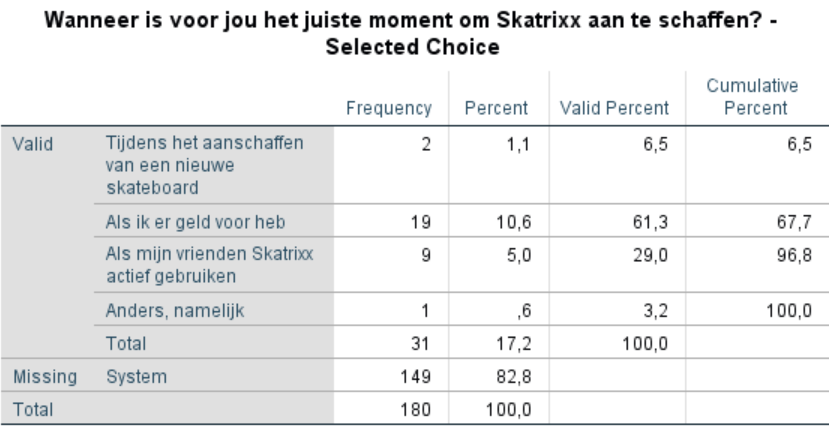 Wanneer is voor jou het juiste moment om Skatrixx aan te schaffen? -
Selected Choice
Frequency Percent Valid Percent Cumulative
Percent
Valid Tijdens het aanschaffen
van een nieuwe
skateboard 2 1,1 6,5 6,5
Als ik er geld voor heb 19 10,6 61,3 67,7
Als mijn vrienden Skatrixx
actief gebruiken 9 5,0 29,0 96,8
Anders, namelijk 1 ,6 3,2 100,0
Total 31 17,2 100,0
Missing System 149 82,8
Total 180 100,0